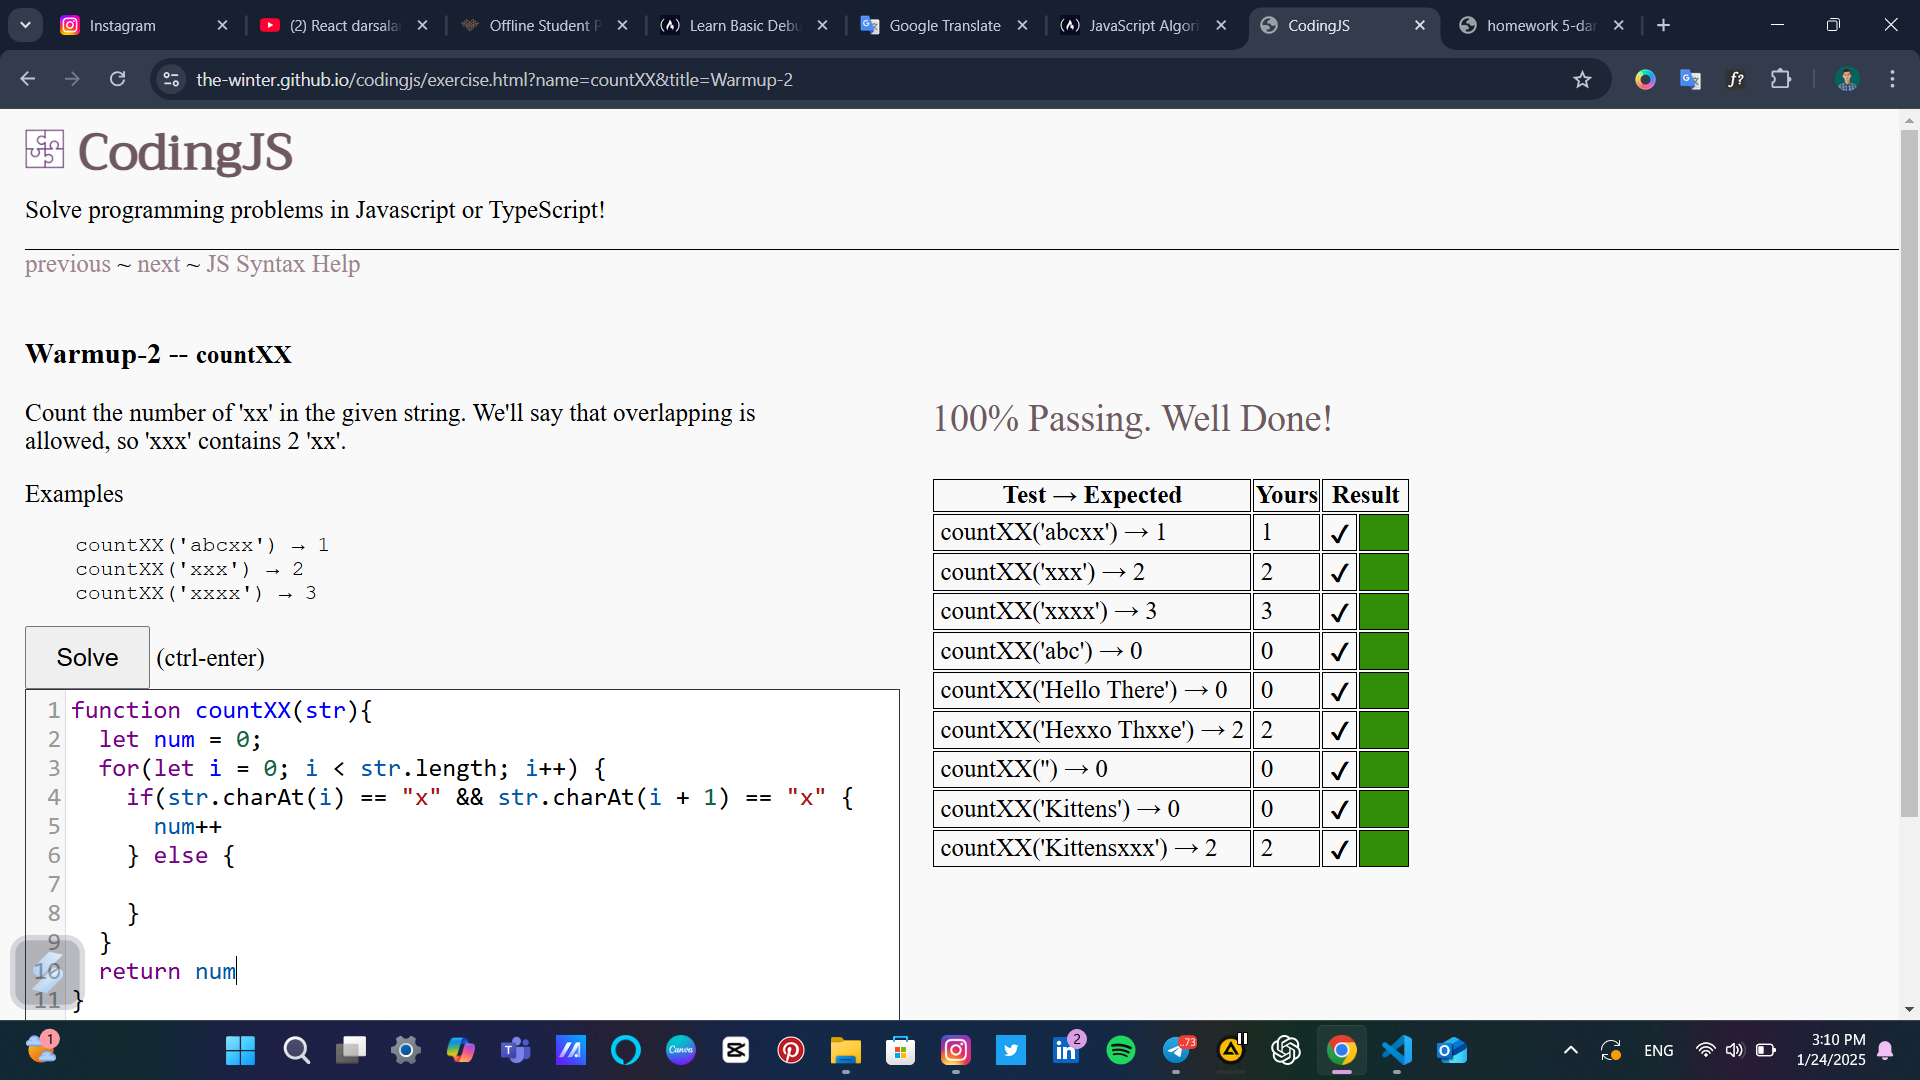 Instagram
(2) React darsala
Offline Student P
Learn Basic Debu
Google Translate
JavaScript Algori
CodingJS
homework 5-dar
the-winter.github.io/codingjs/exercise.html?name=countXX&title=Warmup-2
CodingJS
Solve programming problems in Javascript or TypeScript!
previous ~ next ~ JS Syntax Help
Warmup-2 -- countXX
Count the number of 'xx' in the given string. We'll say that overlapping is
allowed, so 'xxx' contains 2 'xx'.
Examples
countXX('abcxx') → 1
countXX('xxx') → 2
countXX('xxxx') → 3
Solve (ctrl-enter)
1 function countXX(str){
2 let num = 0;
3 for(let i = 0; i < str.length; i++) {
4 if(str.charAt(i) == "x" && str.charAt(i + 1) == "x" {
5 num++
6 } else {
7
8 }
9 }
10 return num
11 }
100% Passing. Well Done!
Test → Expected Yours Result
countXX('abcxx') → 1 1 ✔
countXX('xxx') → 2 2 ✔
countXX('xxxx') → 3 3 ✔
countXX('abc') → 0 0 ✔
countXX('Hello There') → 0 0 ✔
countXX('Hexxo Thxxe') → 2 2 ✔
countXX('') → 0 0 ✔
countXX('Kittens') → 0 0 ✔
countXX('Kittensxxx') → 2 2 ✔
1
Canva
2
..73
ENG
3:10 PM
1/24/2025